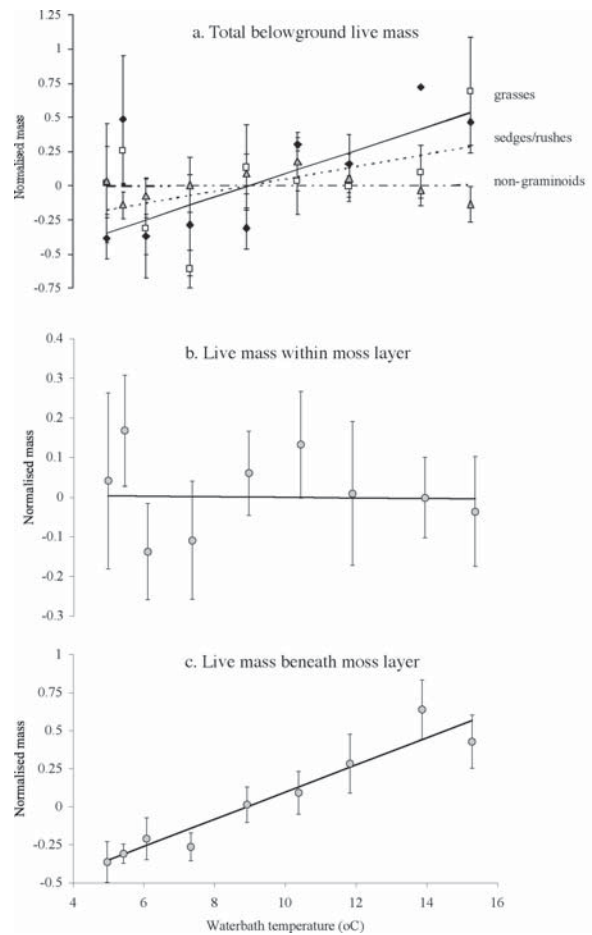 a. Total belowground live mass
1.25
1
0.75
0.5
0.25
0
-0.25
-0.5
-0.75
Normalised mass
grasses
sedges/rushes
non-graminoids
b. Live mass within moss layer
0.4
0.3
0.2
0.1
0
-0.1
-0.2
-0.3
Normalised mass
c. Live mass beneath moss layer
1
0.75
0.5
0.25
0
-0.25
-0.5
Normalised mass
4 6 8 10 12 14 16
Waterbath temperature (oC)